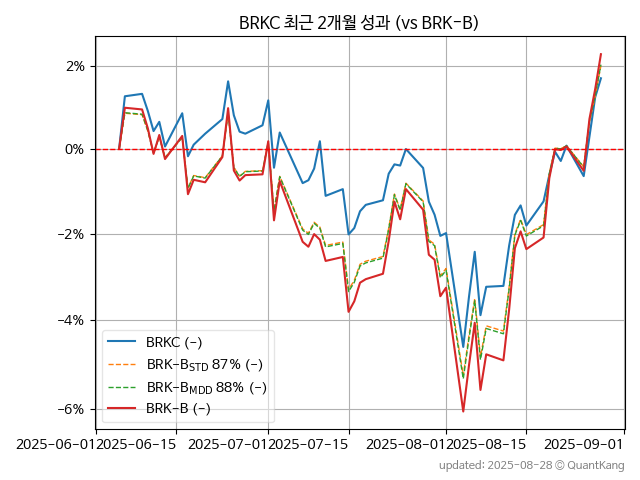 BRKC 최근 2개월 성과 (vs BRK-B)
2%
0%
−2%
−4%
−6%
BRKC (-)
BRK-BSTD 87% (-)
BRK-BMDD 88% (-)
BRK-B (-)
2025-06-01 2025-06-15 2025-07-01 2025-07-15 2025-08-01 2025-08-15 2025-09-01
updated: 2025-08-28 © QuantKang